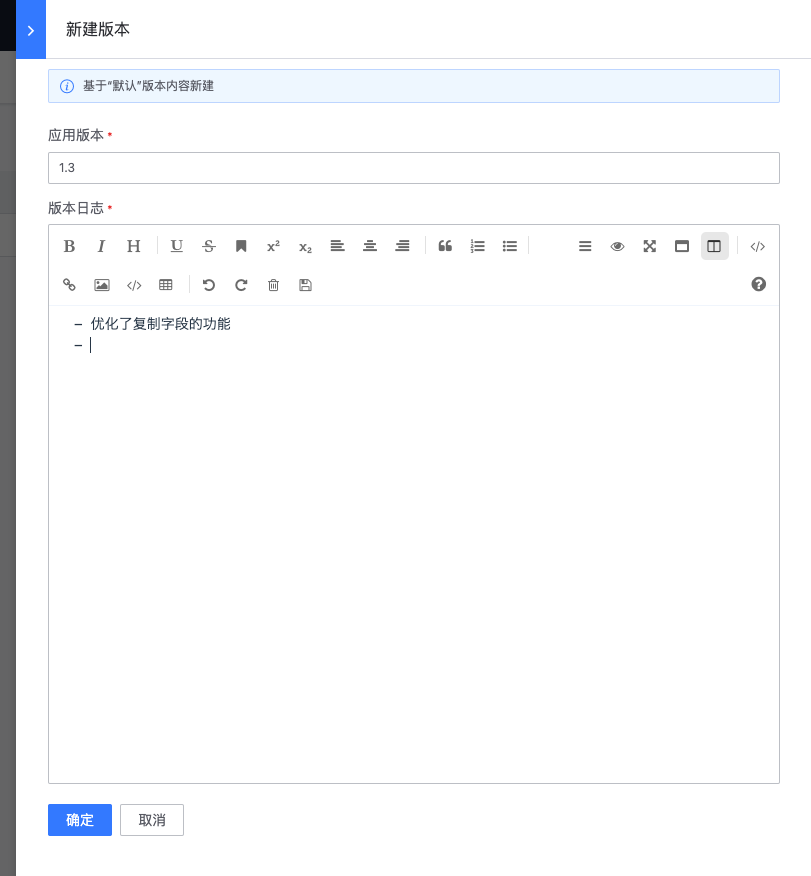 新建版本
基于“默认”版本内容新建
应用版本 *
1.3
版本日志 *
– 优化了复制字段的功能
–
确定
取消